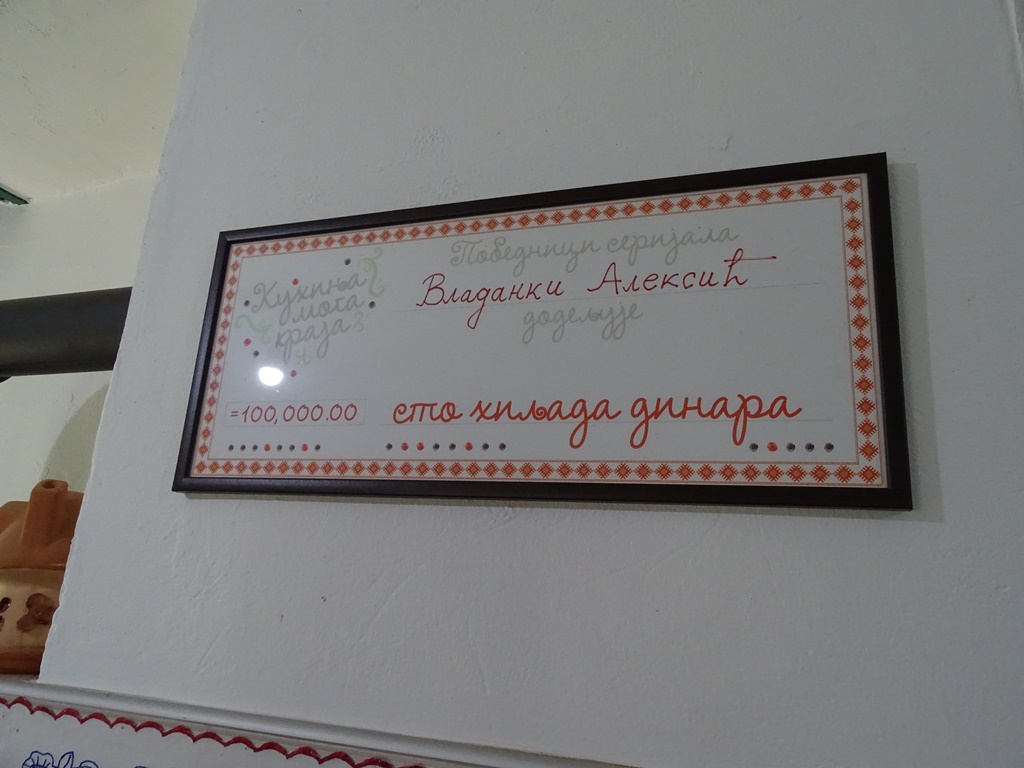 Кухиња
мога
краја
Победници серијала
Владанки Алексић
додељује
=100,000.00
сто хиљада динара